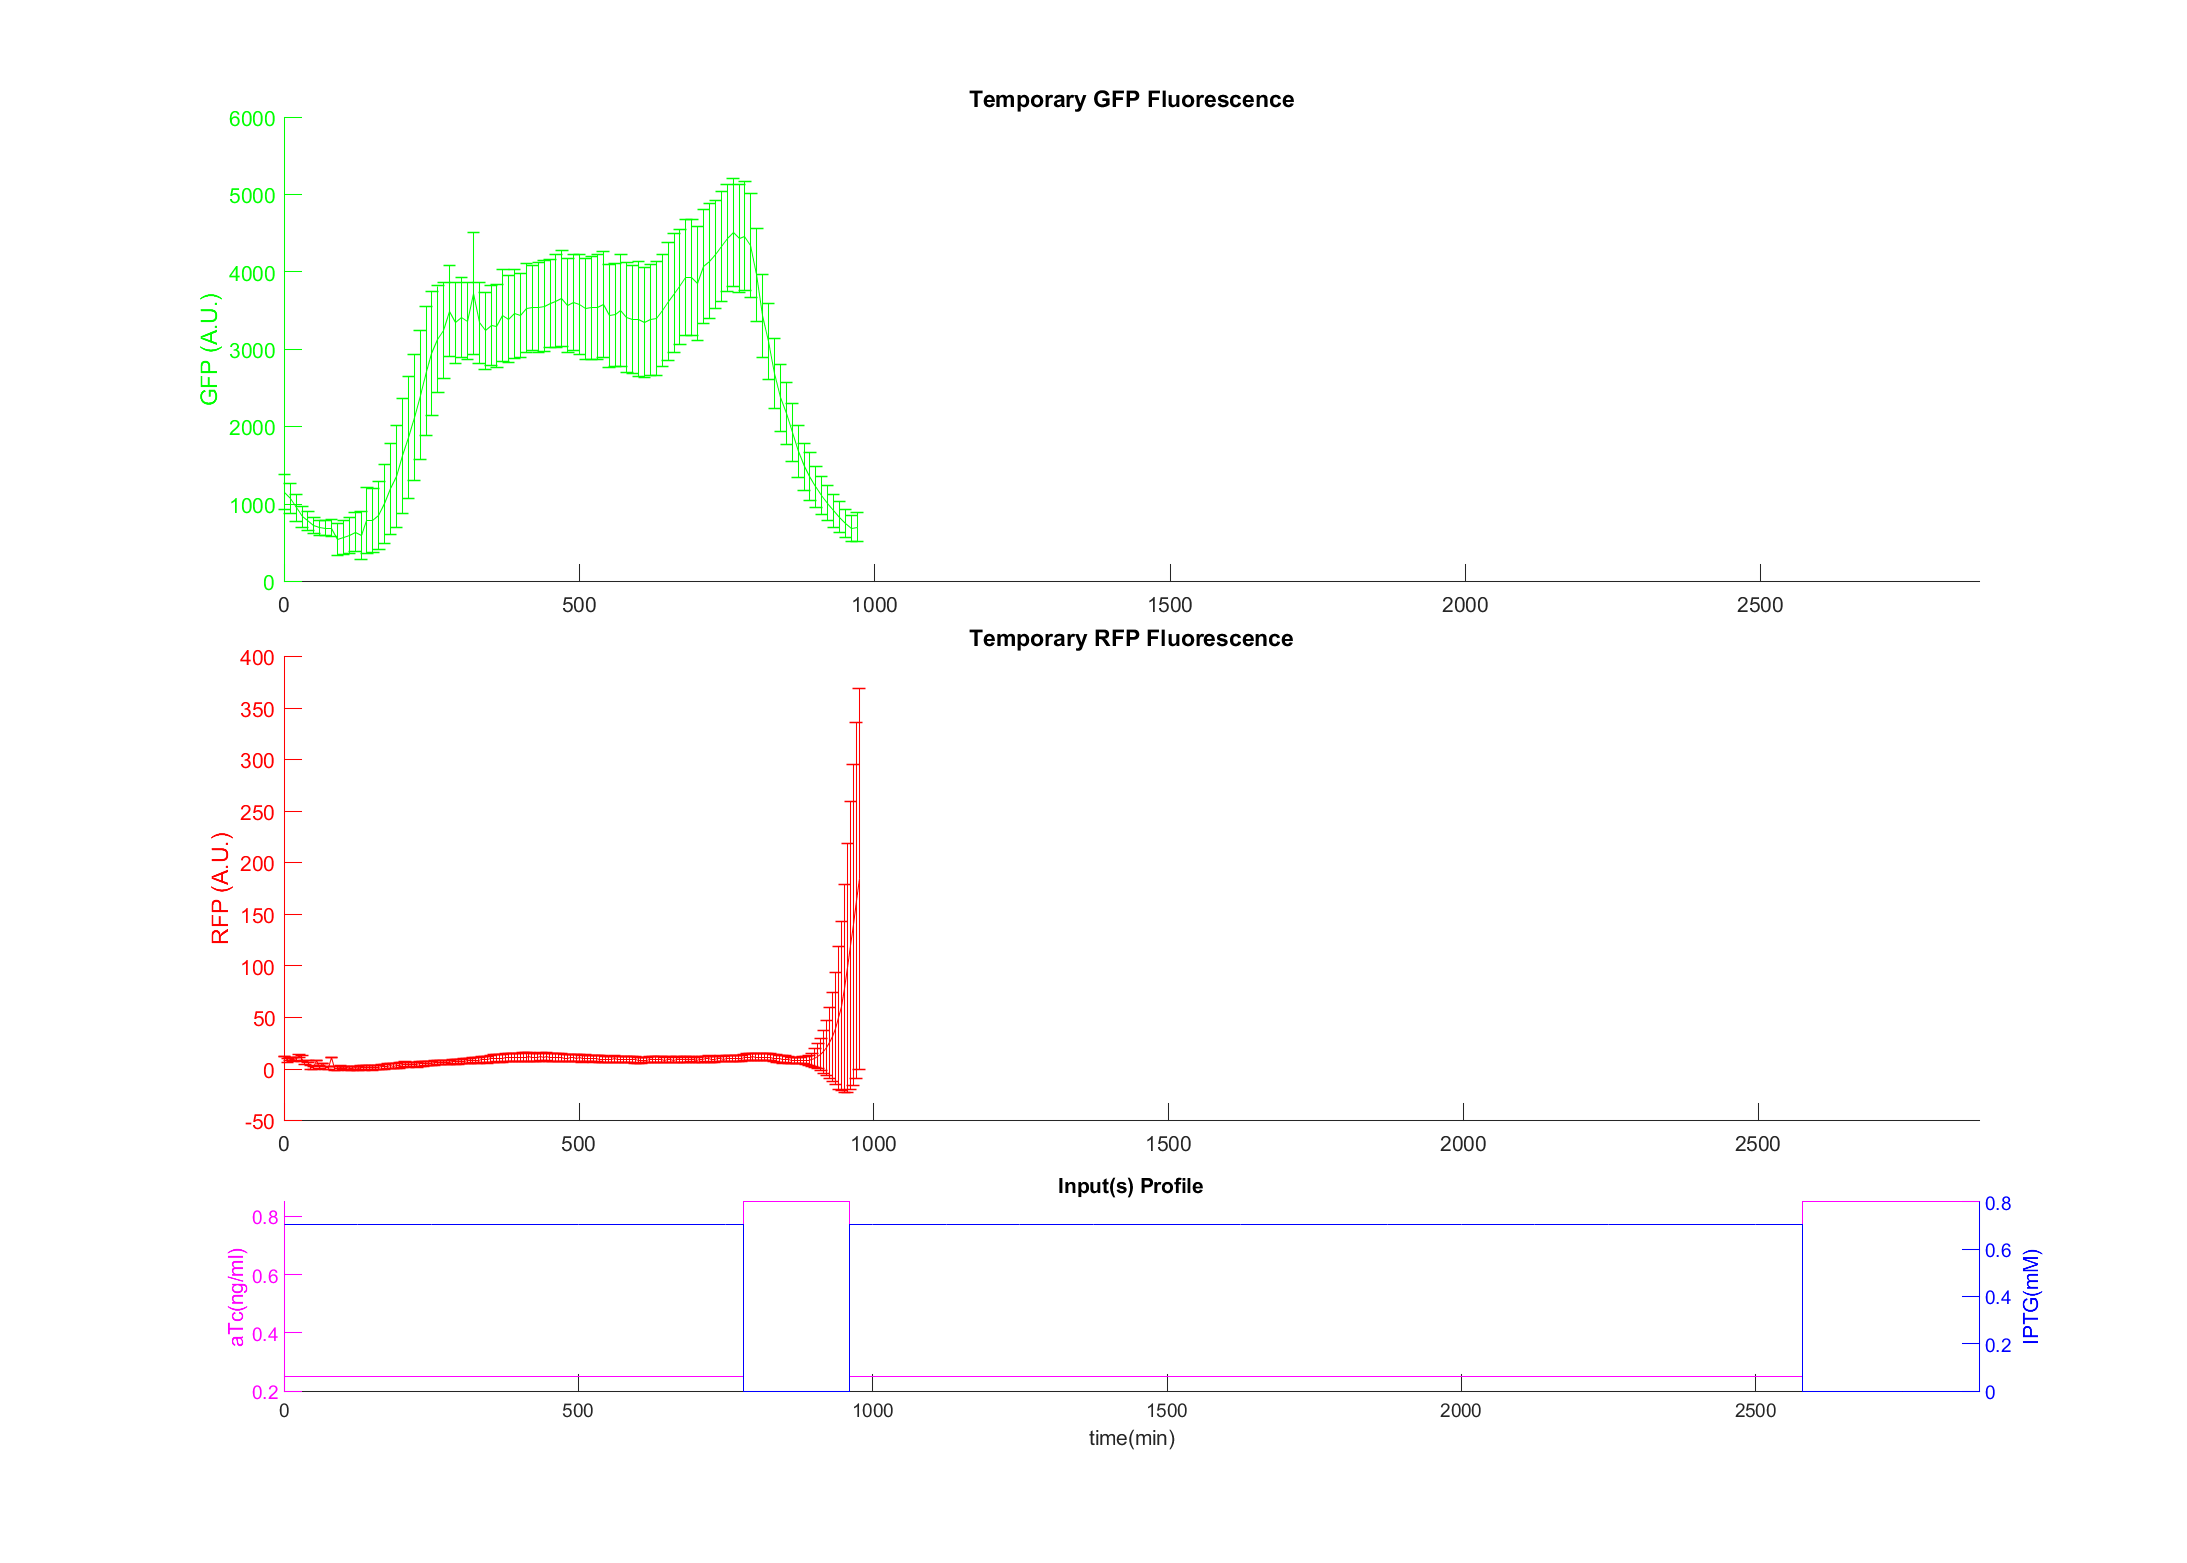 Temporary GFP Fluorescence
6000
5000
4000
3000
2000
1000
0
GFP (A.U.)
0 500 1000 1500 2000 2500
Temporary RFP Fluorescence
400
350
300
250
200
150
100
50
0
-50
RFP (A.U.)
0 500 1000 1500 2000 2500
Input(s) Profile
0.8
0.6
0.4
0.2
aTc(ng/ml)
0.8
0.6
0.4
0.2
0
IPTG(mM)
0 500 1000 1500 2000 2500
time(min)